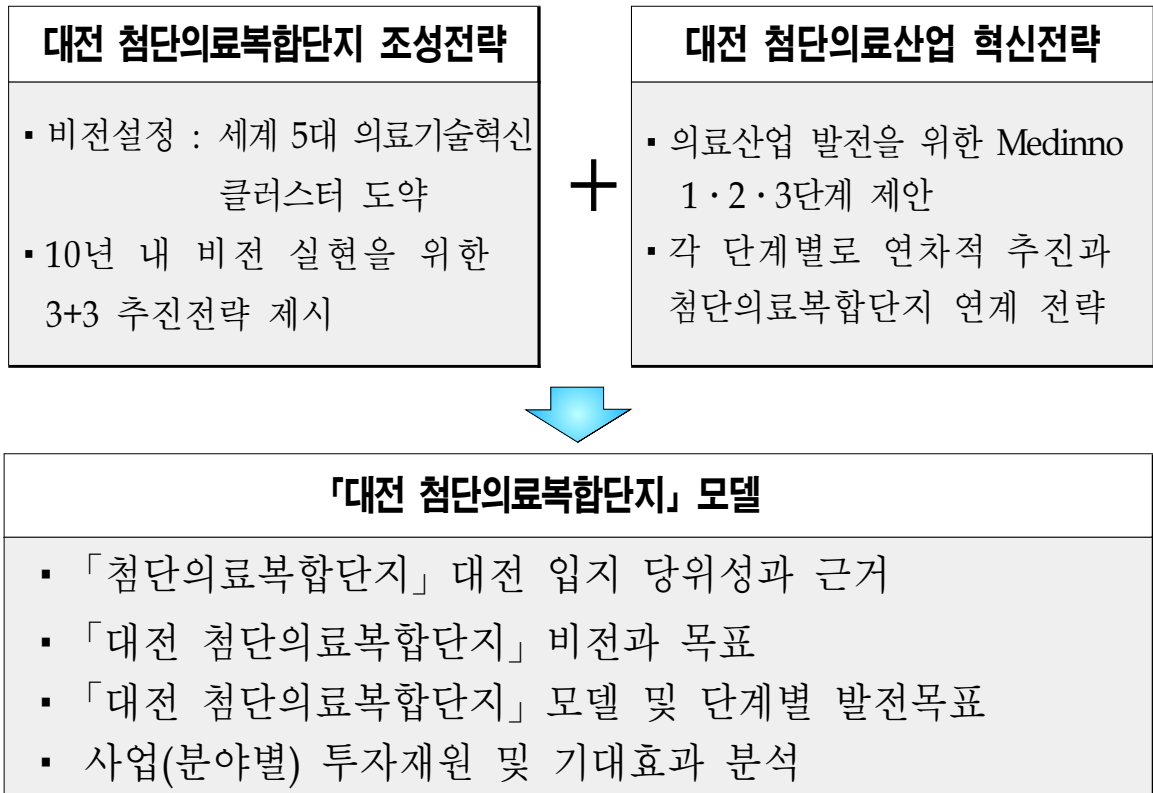 대전 첨단의료복합단지 조성전략
▪ 비전설정 : 세계 5대 의료기술혁신
클러스터 도약
▪ 10년 내 비전 실현을 위한
3+3 추진전략 제시
+
대전 첨단의료산업 혁신전략
▪ 의료산업 발전을 위한 Medinno
1・2・3단계 제안
▪ 각 단계별로 연차적 추진과
첨단의료복합단지 연계 전략
「대전 첨단의료복합단지」 모델
▪ 「첨단의료복합단지」 대전 입지 당위성과 근거
▪ 「대전 첨단의료복합단지」 비전과 목표
▪ 「대전 첨단의료복합단지」 모델 및 단계별 발전목표
▪ 사업(분야별) 투자재원 및 기대효과 분석